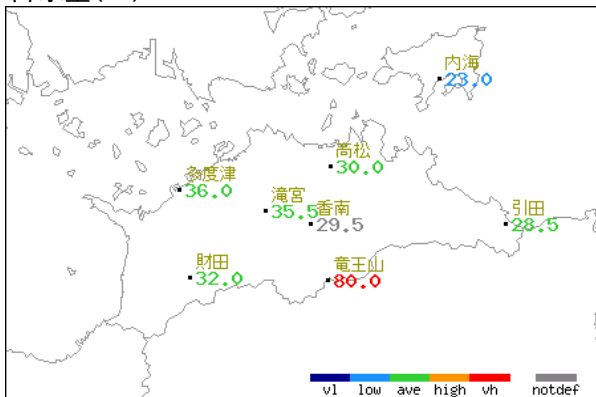 内海
23.0
高松
30.0
多度津
36.0
滝宮
35.5
香南
29.5
引田
28.5
財田
32.0
竜王山
80.0
vl low ave high vh notdef